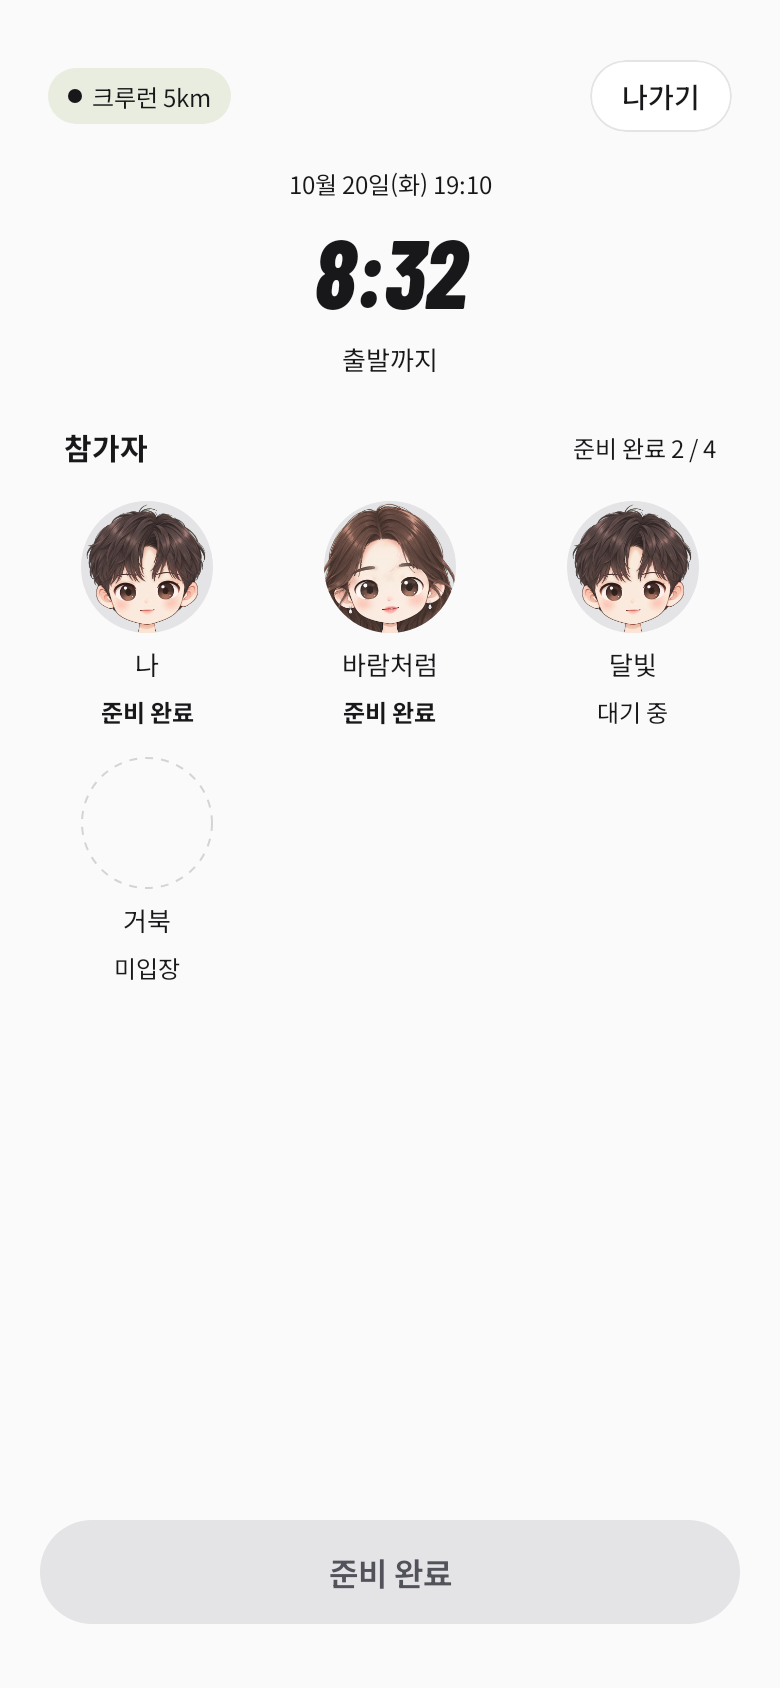 크루런 5km
나가기
10월 20일(화) 19:10
8:32
출발까지
참가자
준비 완료 2 / 4
나
바람처럼
달빛
준비 완료
준비 완료
대기 중
거북
미입장
준비 완료